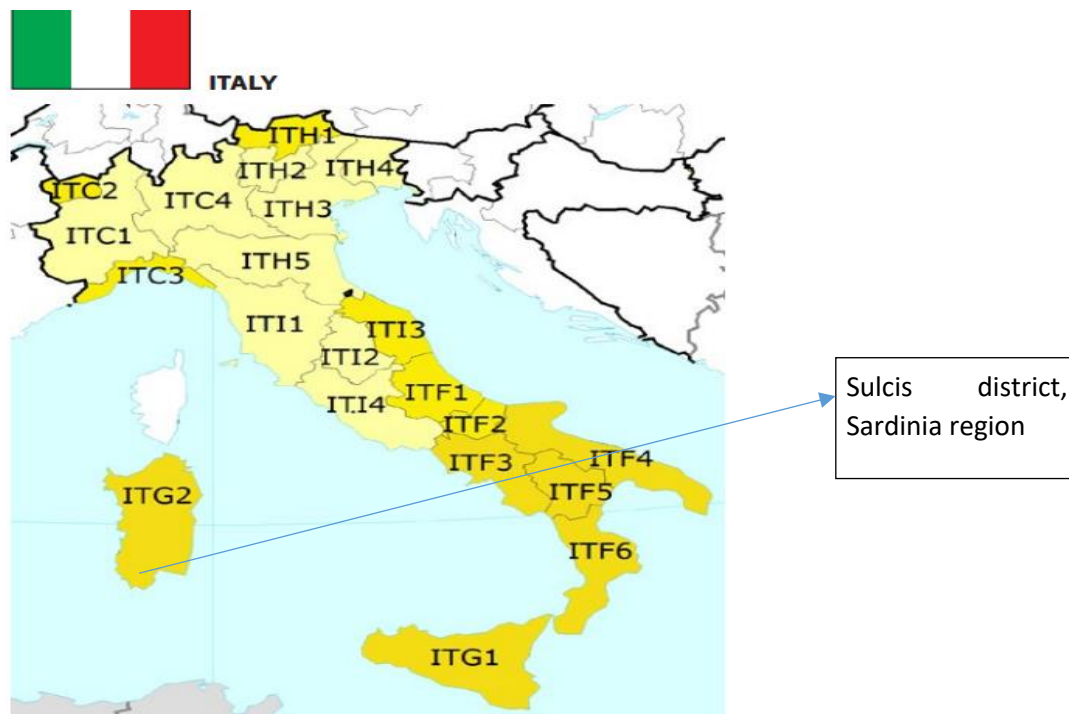 ITALY
ITH1
ITC2
ITH2
ITH4
ITC4
ITH3
ITC1
ITH5
ITC3
ITI1
ITI3
ITI2
ITF1
ITI4
ITF2
ITF3
ITF4
ITG2
ITF5
ITF6
ITG1
Sulcis district,
Sardinia region